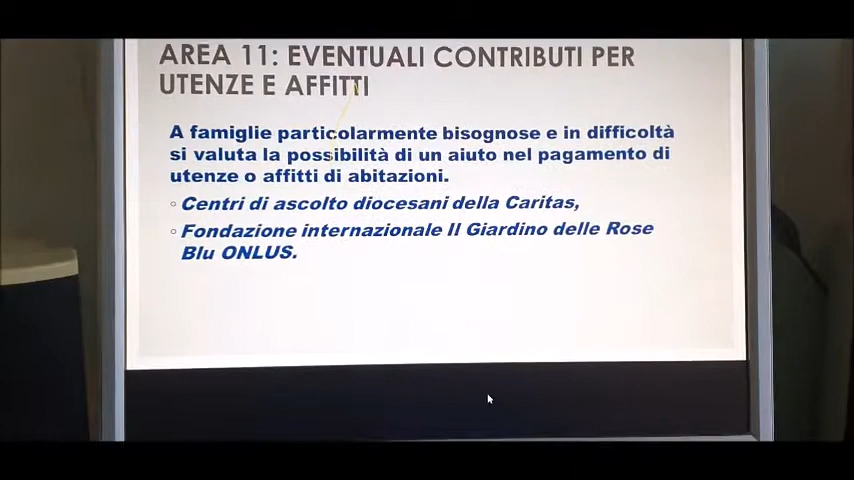 AREA 11: EVENTUALI CONTRIBUTI PER
UTENZE E AFFITTI
A famiglie particolarmente bisognose e in difficoltà
si valuta la possibilità di un aiuto nel pagamento di
utenze o affitti di abitazioni.
Centri di ascolto diocesani della Caritas,
Fondazione internazionale Il Giardino delle Rose
Blu ONLUS.